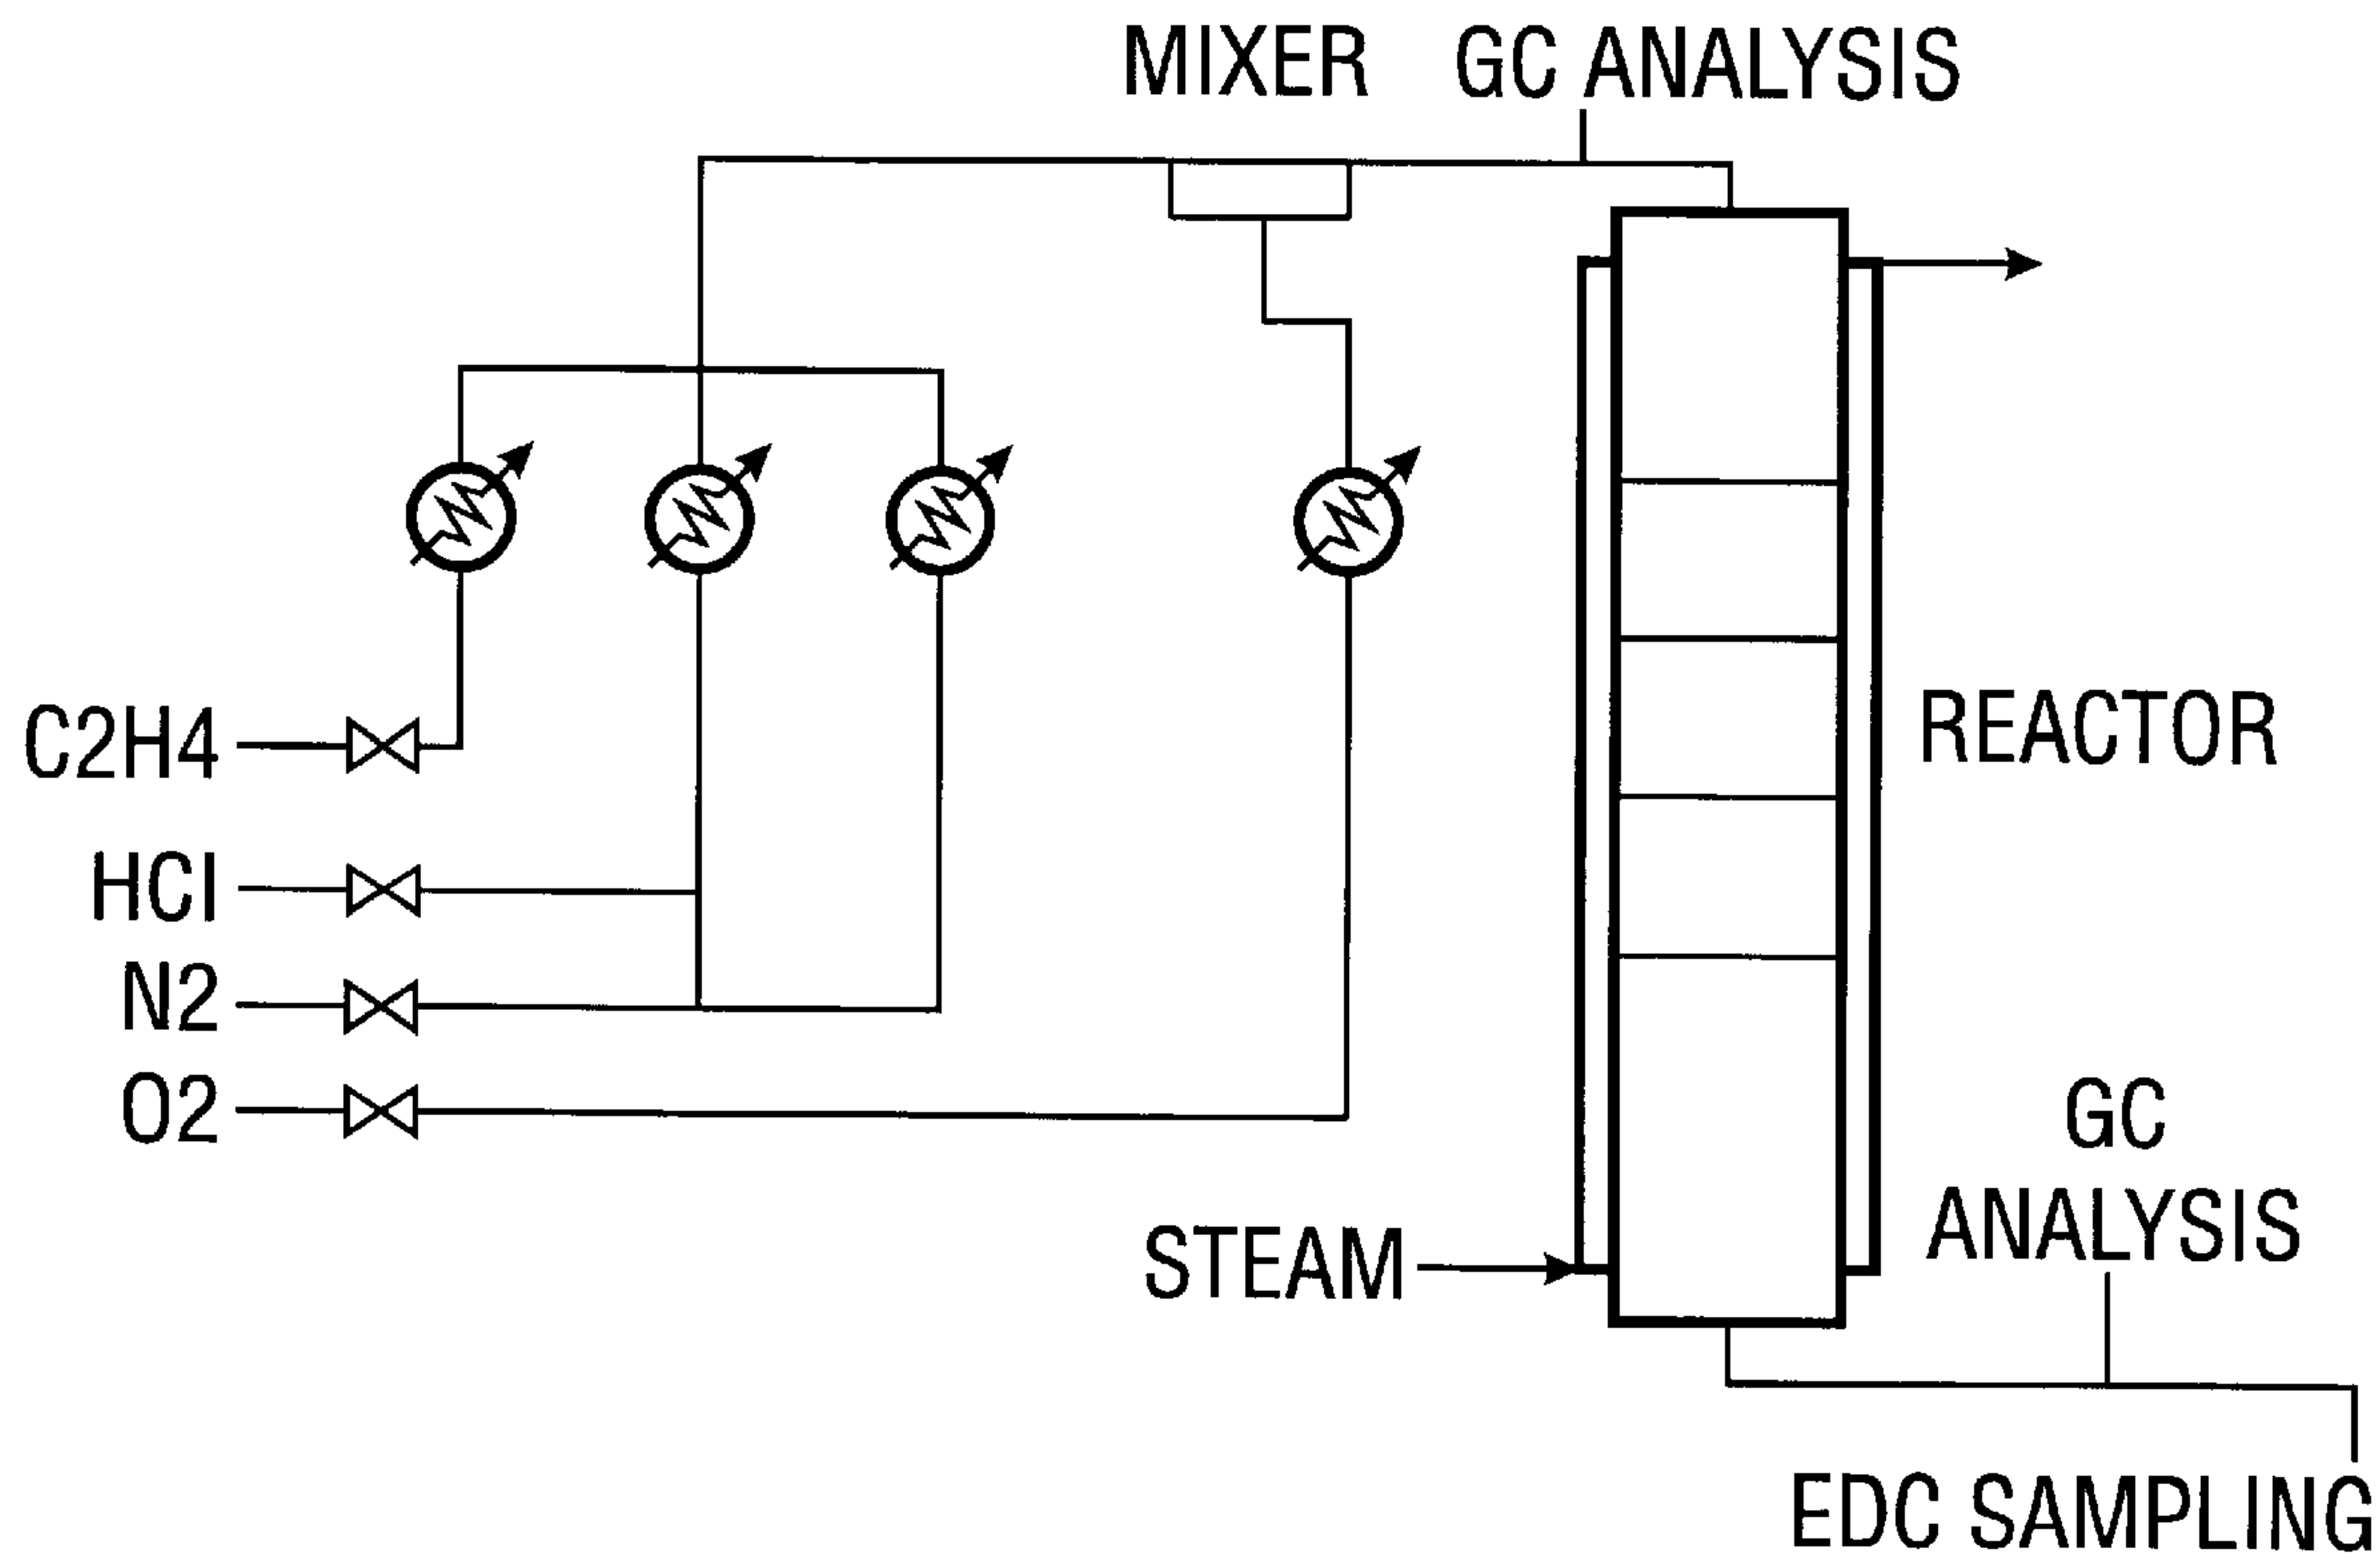 MIXER
GC ANALYSIS
C2H4
HCl
N2
O2
REACTOR
STEAM
GC
ANALYSIS
EDC SAMPLING